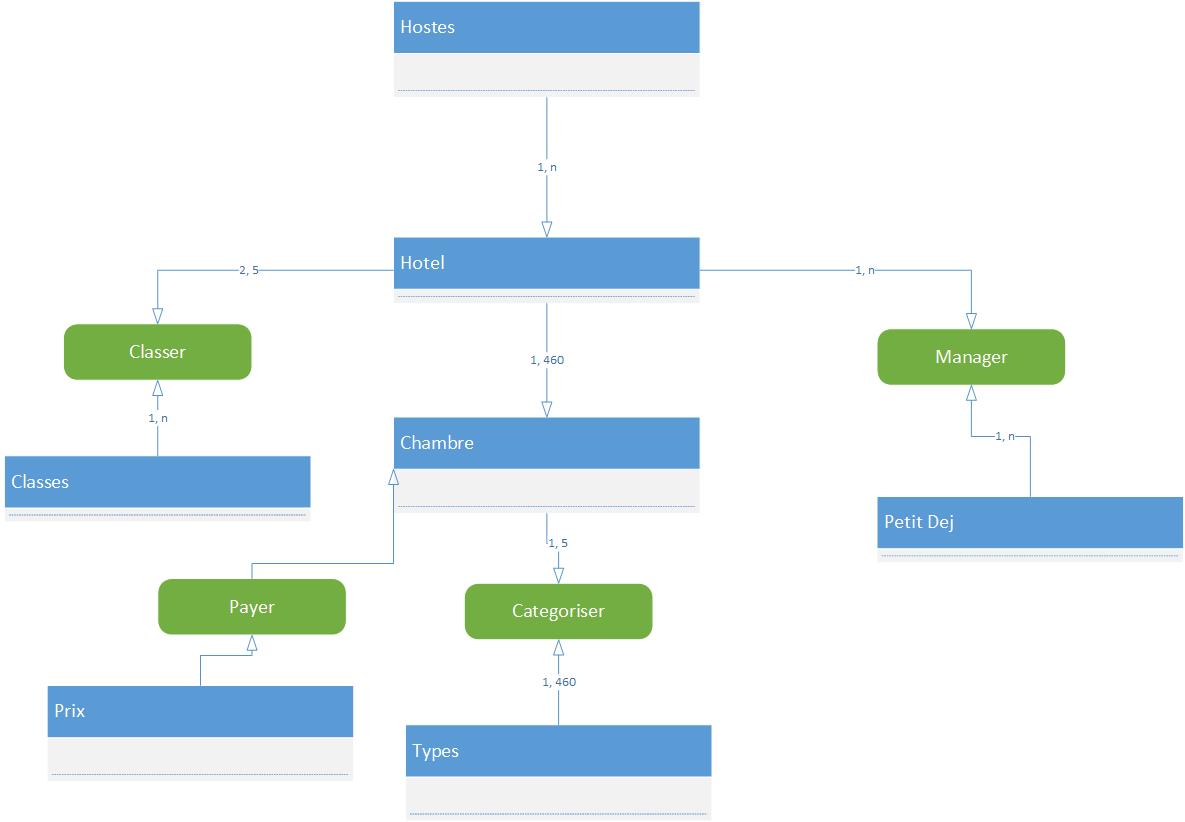 Hostes
1, n
Hotel
2, 5
1, n
Classer
Manager
1, 460
1, n
1, n
Chambre
Classes
Petit Dej
1, 5
Payer
Categoriser
1, 460
Prix
Types